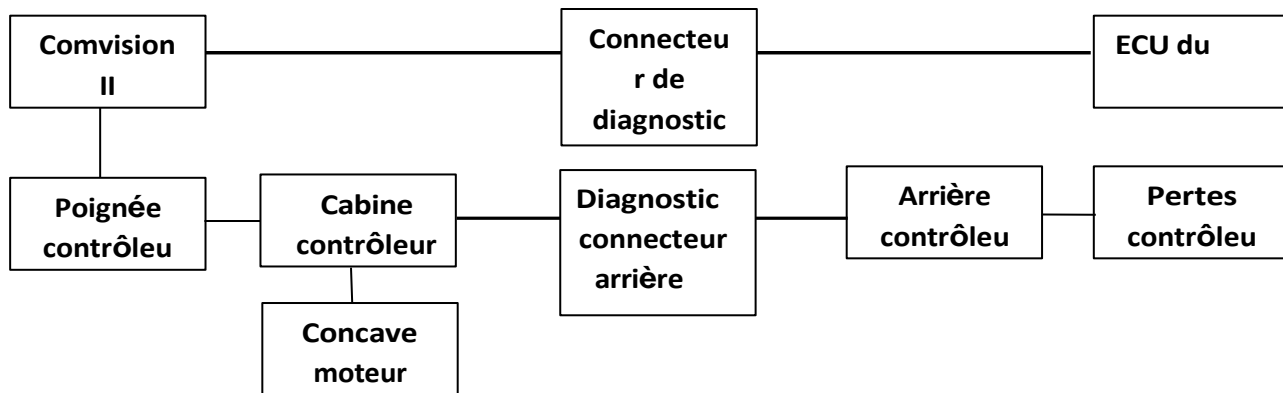 Comvision
II
Connecteu
r de
diagnostic
ECU du
Poignée
contrôleu
Cabine
contrôleur
Diagnostic
connecteur
arrière
Arrière
contrôleu
Pertes
contrôleu
Concave
moteur